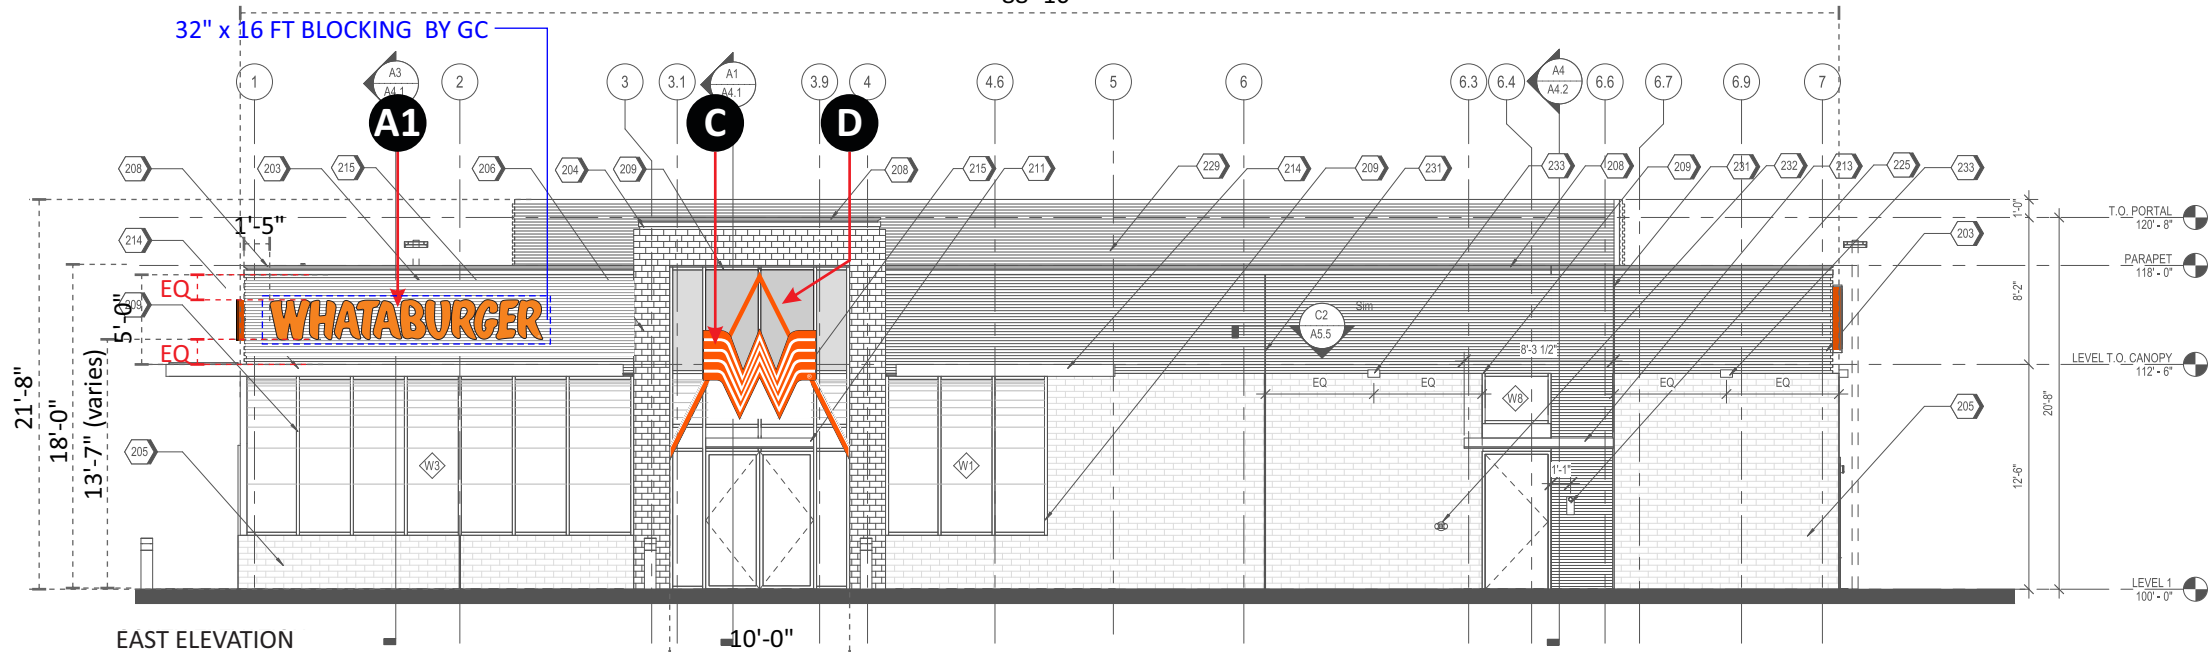 32" x 16 FT BLOCKING  BY GC
1
A3
A4.1
2
3
3.1
A1
A4.1
3.9
4
4.6
5
6
6.3
6.4
A4
A4.2
6.6
6.7
6.9
7
A1
C
D
208
203
215
206
204
209
208
215
211
229
214
209
231
233
208
209
231
232
213
225
233
1'-5"
1'-0"
T.O. PORTAL
120' - 8"
214
203
PARAPET
118' - 0"
EQ
209
WHATABURGER
5'-0"
EQ
C2
A5.5
Sim
8'-2"
8'-3 1/2"
LEVEL T.O. CANOPY
112' - 6"
EQ
EQ
EQ
EQ
W8
205
21'-8"
18'-0"
13'-7" (varies)
20'-8"
205
W3
W1
1'-1"
12'-6"
LEVEL 1
100' - 0"
EAST ELEVATION
10'-0"